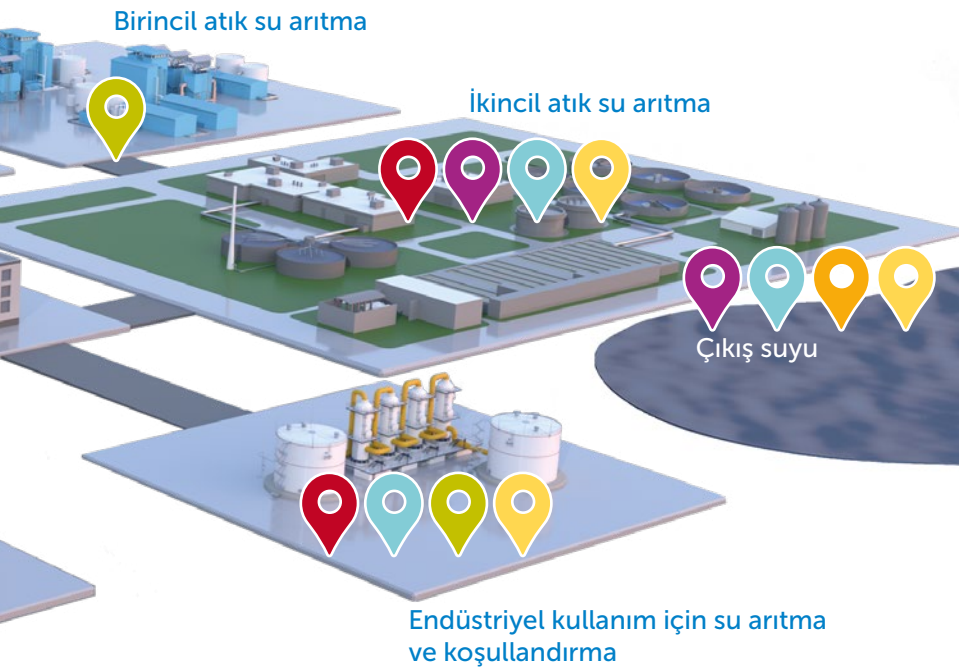 Birincil atık su arıtma
İkincil atık su arıtma
Çıkış suyu
Endüstriyel kullanım için su arıtma
ve koşullandırma